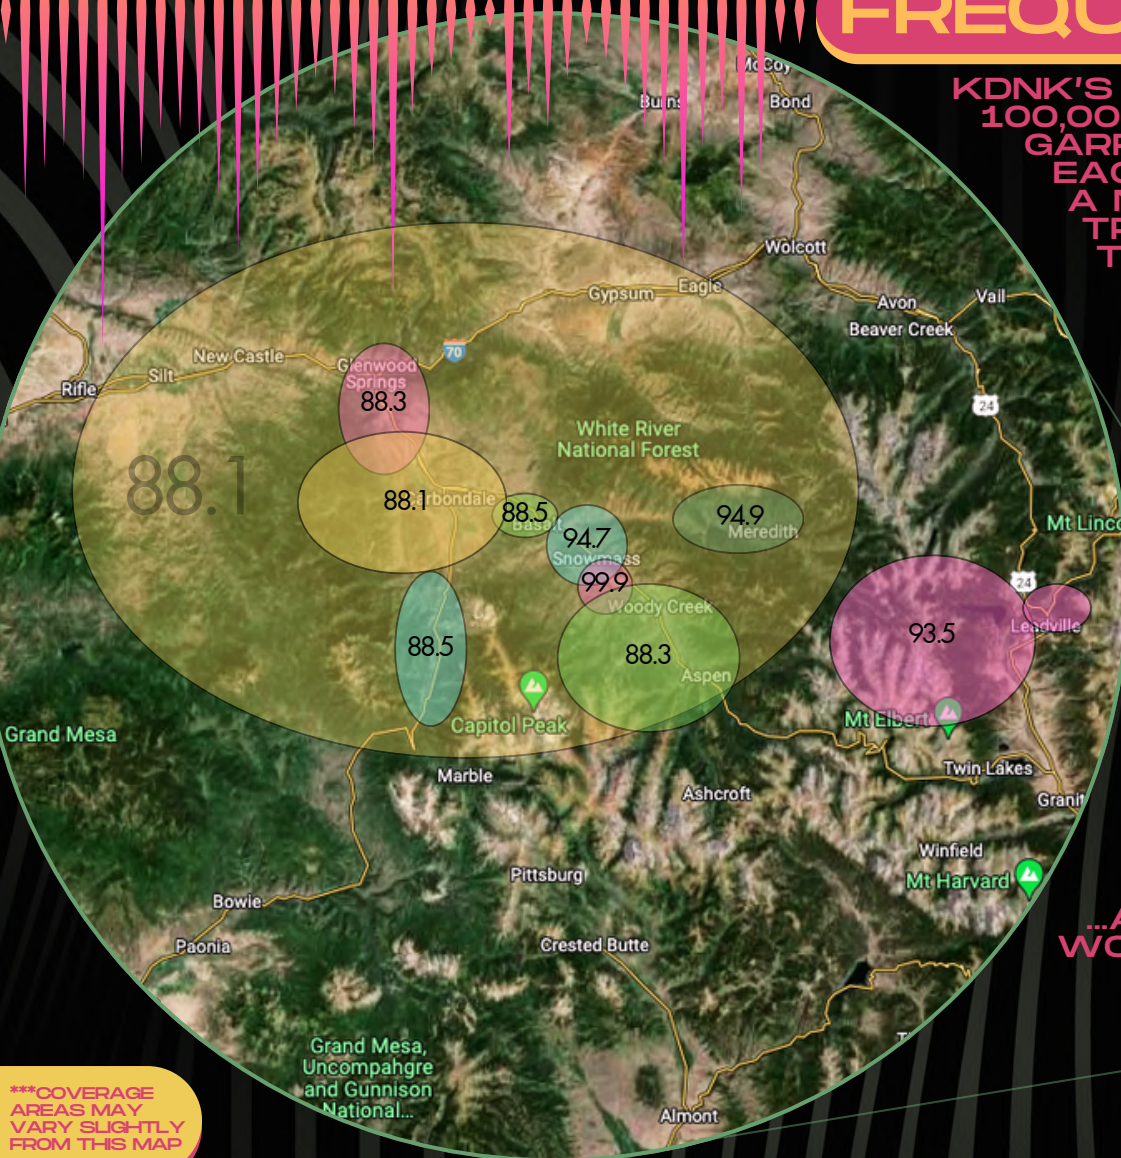 FREQU
KDNK'S
100,00
GARF
EAC
A
TR
T
McCoy
Burns
Bond
Wolcott
Gypsum
Eagle
Avon
Vail
Beaver Creek
New Castle
Glenwood
Springs
70
Rifle
Silt
88.3
24
White River
National Forest
88.1
88.1
Carbondale
88.5
Basalt
94.7
94.9
Meredith
Mt Linco
Snowmass
99.9
24
Woody Creek
Leadville
93.5
88.5
88.3
Aspen
Capitol Peak
Mt Elbert
Grand Mesa
Marble
Twin Lakes
Ashcroft
Granit
Winfield
Pittsburg
Mt Harvard
Bowie
...A
WO
Paonia
Crested Butte
Grand Mesa,
Uncompahgre
and Gunnison
National...
***COVERAGE
AREAS MAY
VARY SLIGHTLY
FROM THIS MAP
Almont